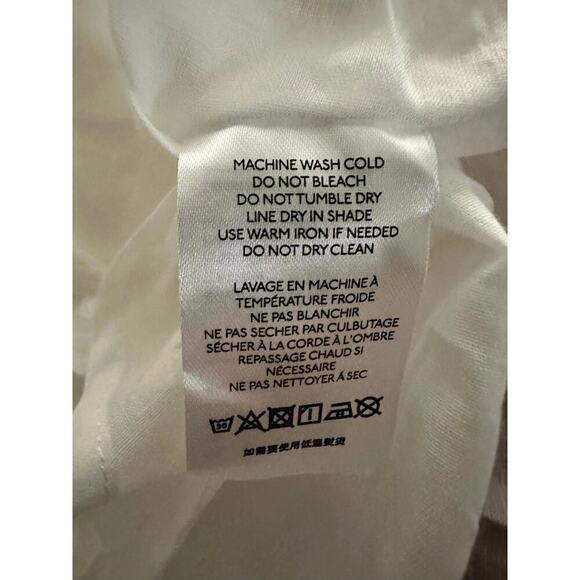 MACHINE WASH COLD
DO NOT BLEACH
DO NOT TUMBLE DRY
LINE DRY IN SHADE
USE WARM IRON IF NEEDED
DO NOT DRY CLEAN
LAVAGE EN MACHINE À
TEMPÉRATURE FROIDE
NE PAS BLANCHIR
NE PAS SECHER PAR CULBUTAGE
SÉCHER À LA CORDE À L'OMBRE
REPASSAGE CHAUD SI
NÉCESSAIRE
NE PAS NETTOYER Á SEC
30
如需要使用低溫熨燙